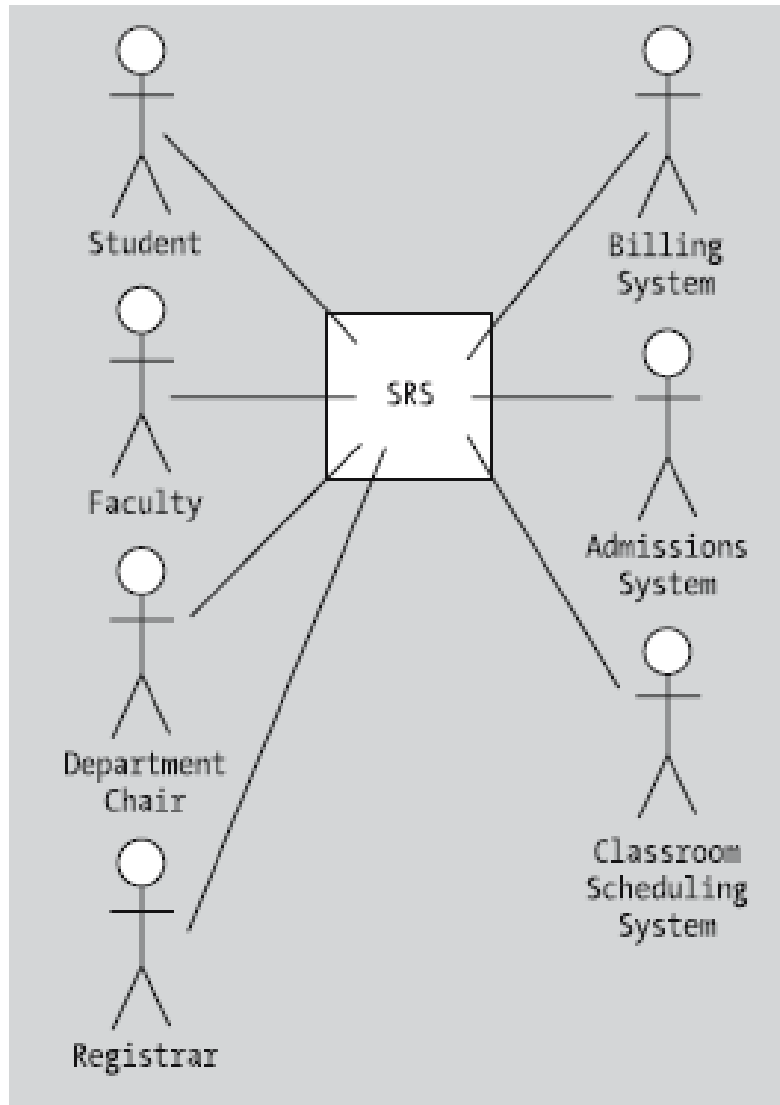 Student
Billing
System
SRS
Faculty
Admissions
System
Department
Chair
Classroom
Scheduling
System
Registrar